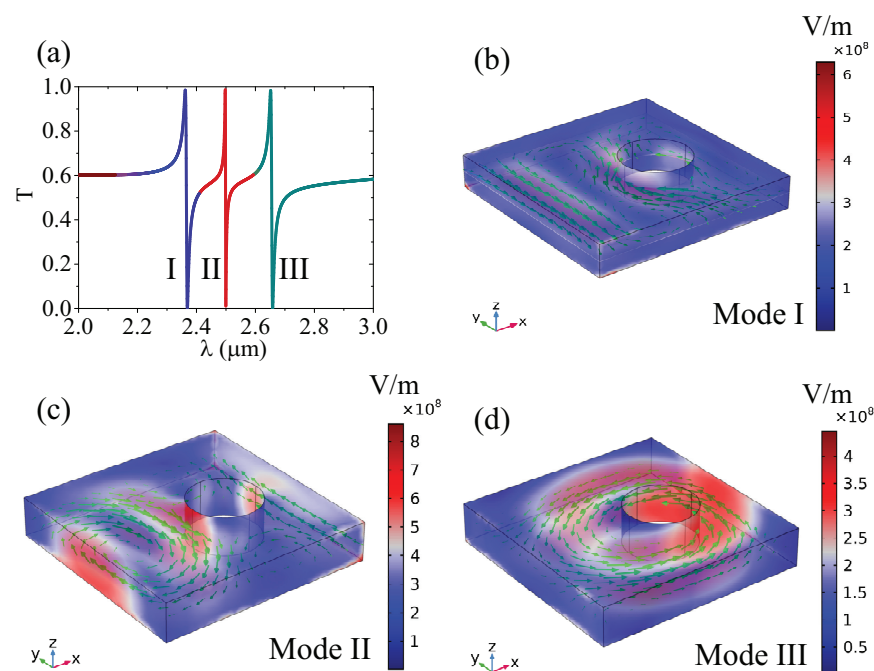 (a)
1.0
0.8
0.6
0.4
0.2
0.0
T
I II III
2.0 2.2 2.4 2.6 2.8 3.0
λ (μm)
(b)
V/m
×10⁸
6
5
4
3
2
1
z
y x
Mode I
(c)
V/m
×10⁸
8
7
6
5
4
3
2
1
z
y x
Mode II
(d)
V/m
×10⁸
4
3.5
3
2.5
2
1.5
1
0.5
z
y x
Mode III